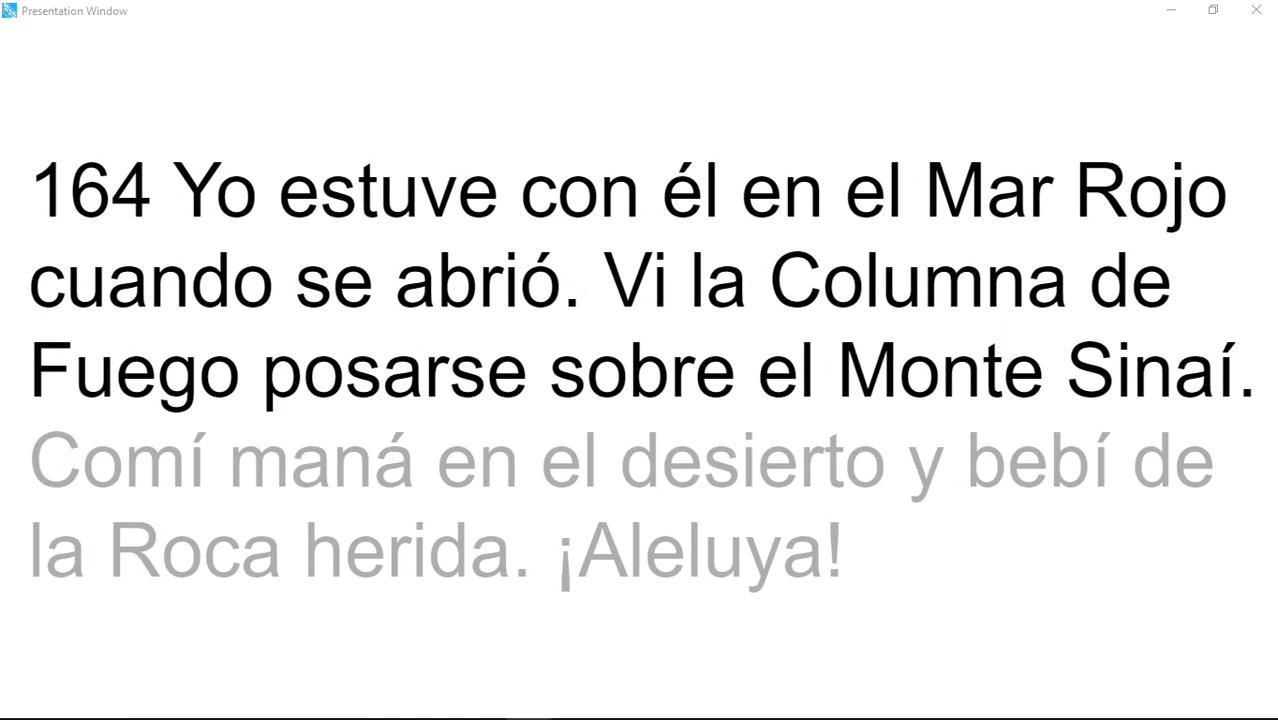 Presentation Window
164 Yo estuve con él en el Mar Rojo
cuando se abrió. Vi la Columna de
Fuego posarse sobre el Monte Sinaí.
Comí maná en el desierto y bebí de
la Roca herida. ¡Aleluya!